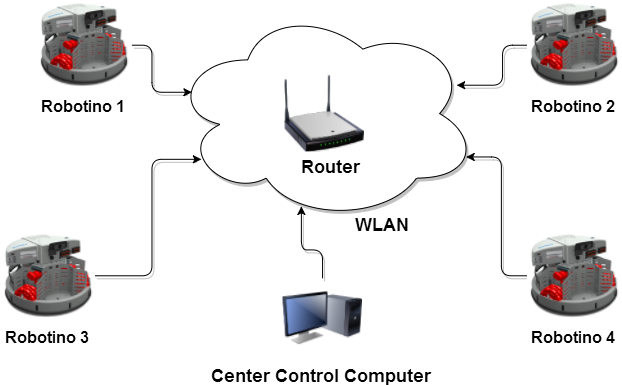 Robotino 1
Robotino 2
Router
WLAN
Robotino 3
Robotino 4
Center Control Computer